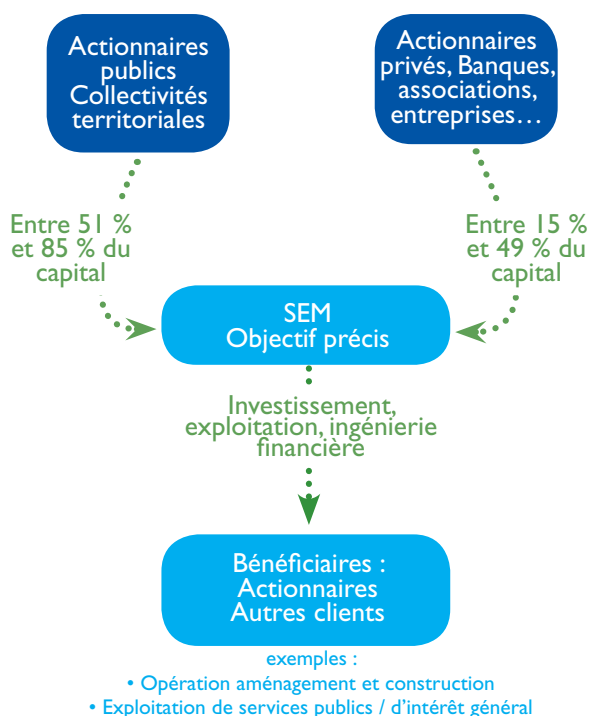 Actionnaires
publics
Collectivités
territoriales
Actionnaires
privés, Banques,
associations,
entreprises…
Entre 51 %
et 85 % du
capital
Entre 15 %
et 49 % du
capital
SEM
Objectif précis
Investissement,
exploitation, ingénierie
financière
Bénéficiaires :
Actionnaires
Autres clients
exemples :
• Opération aménagement et construction
• Exploitation de services publics / d’intérêt général